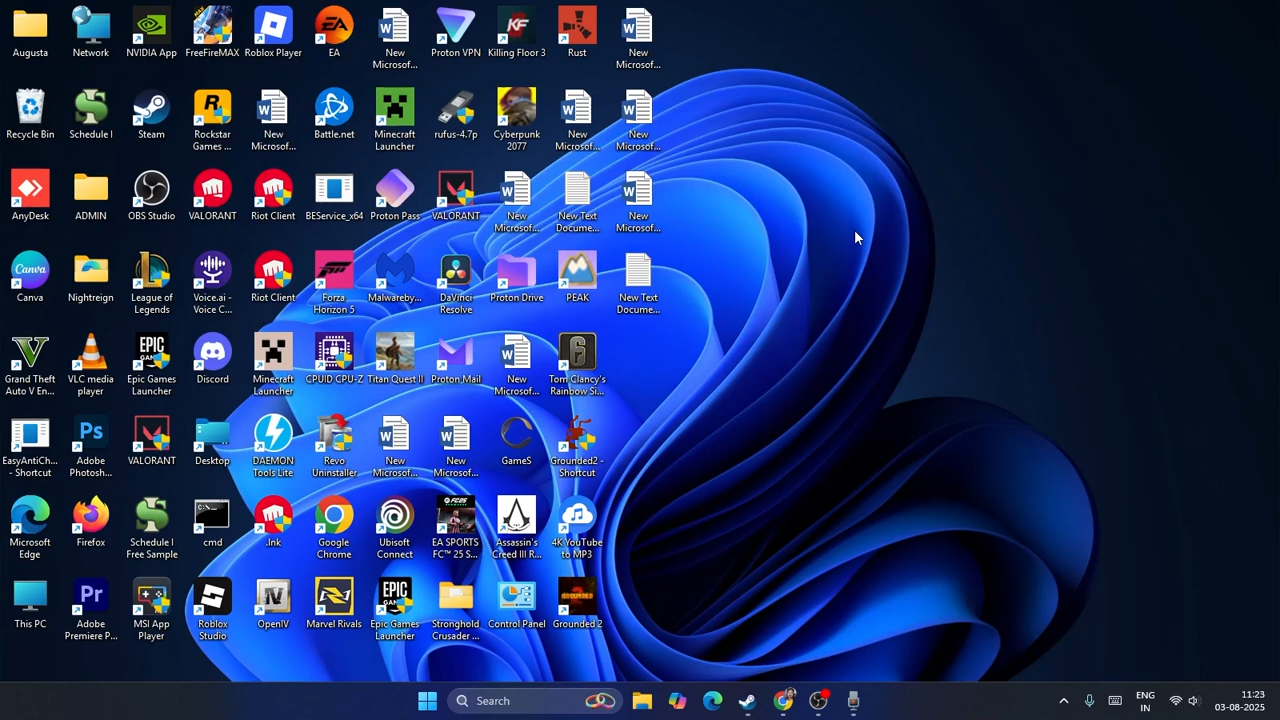 Augusta
Network
NVIDIA App
FreeFireMAX
Roblox Player
EA
New Microsof...
Proton VPN
Killing Floor 3
Rust
New Microsof...
Recycle Bin
Schedule I
Steam
Rockstar Games ...
New Microsof...
Battle.net
Minecraft Launcher
rufus-4.7p
Cyberpunk 2077
New Microsof...
New Microsof...
AnyDesk
ADMIN
OBS Studio
VALORANT
Riot Client
BEService_x64
Proton Pass
VALORANT
New Microsof...
New Text Docume...
New Microsof...
Canva
Nightreign
League of Legends
Voice.ai - Voice C...
Riot Client
Forza Horizon 5
Malwareby...
DaVinci Resolve
Proton Drive
PEAK
New Text Docume...
Grand Theft Auto V En...
VLC media player
Epic Games Launcher
Discord
Minecraft Launcher
CPUID CPU-Z
Titan Quest II
Proton Mail
New Microsof...
Tom Clancy's Rainbow Si...
EasyAntiCh... - Shortcut
Adobe Photosh...
VALORANT
Desktop
DAEMON Tools Lite
Revo Uninstaller
New Microsof...
New Microsof...
GameS
Grounded2 - Shortcut
Microsoft Edge
Firefox
Schedule I Free Sample
cmd
.lnk
Google Chrome
Ubisoft Connect
EA SPORTS FC™ 25 S...
Assassin's Creed III R...
4K YouTube to MP3
This PC
Adobe Premiere P...
MSI App Player
Roblox Studio
OpenIV
Marvel Rivals
Epic Games Launcher
Stronghold Crusader ...
Control Panel
Grounded 2
Search
ENG
IN
11:23
03-08-2025